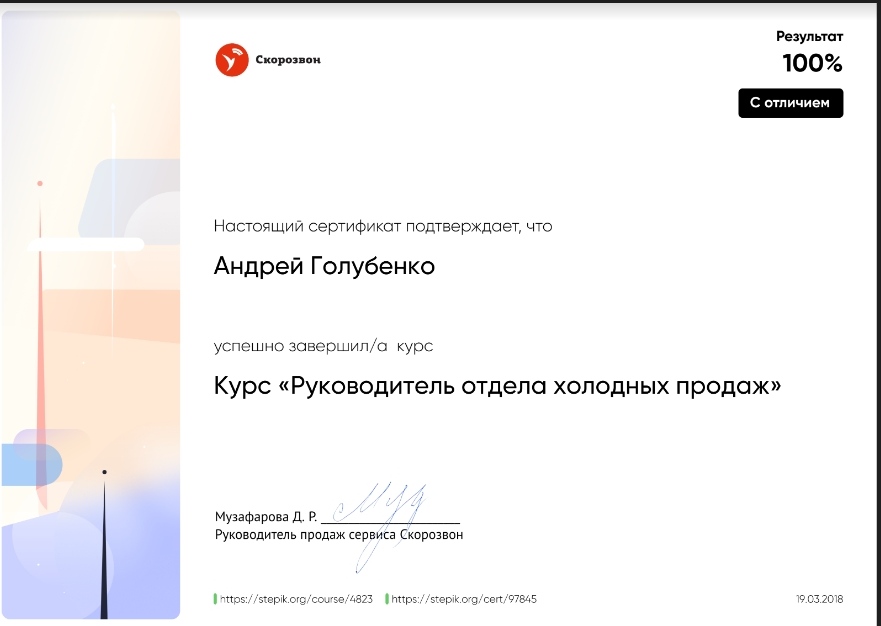 Скорозвон
Результат
100%
С отличием
Настоящий сертификат подтверждает, что
Андрей Голубенко
успешно завершил/а курс
Курс «Руководитель отдела холодных продаж»
Музафарова Д. Р.
Руководитель продаж сервиса Скорозвон
https://stepik.org/course/4823 https://stepik.org/cert/97845 19.03.2018